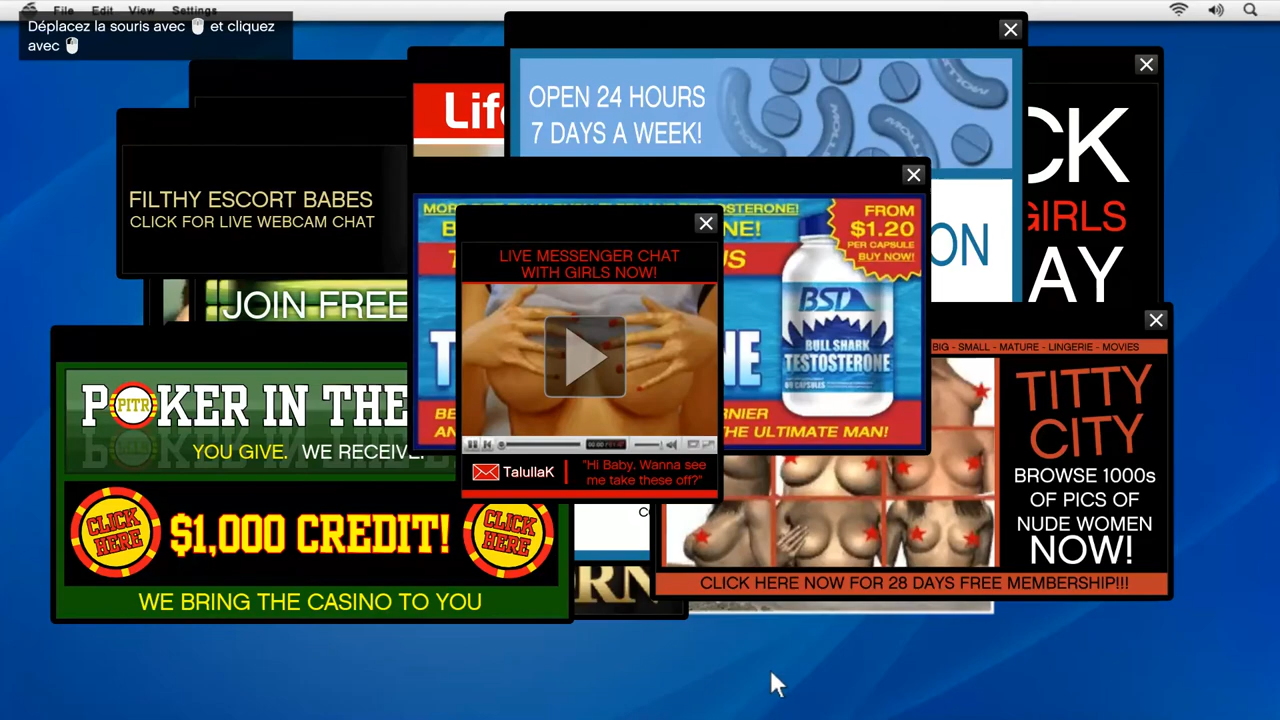 File Edit View Settings
Déplacez la souris avec et cliquez
avec
OPEN 24 HOURS
7 DAYS A WEEK!
FILTHY ESCORT BABES
CLICK FOR LIVE WEBCAM CHAT
JOIN FREE
GIRLS
FROM
$1.20
PER CAPSULE
BUY NOW!
BST
BULL SHARK
TESTOSTERONE
60 CAPSULES
THE ULTIMATE MAN!
LIVE MESSENGER CHAT
WITH GIRLS NOW!
TalullaK
"Hi Baby. Wanna see
me take these off?"
POKER IN THE
PITR
YOU GIVE. WE RECEIVE.
CLICK HERE
$1,000 CREDIT!
CLICK HERE
WE BRING THE CASINO TO YOU
BIG - SMALL - MATURE - LINGERIE - MOVIES
TITTY
CITY
BROWSE 1000s
OF PICS OF
NUDE WOMEN
NOW!
CLICK HERE NOW FOR 28 DAYS FREE MEMBERSHIP!!!